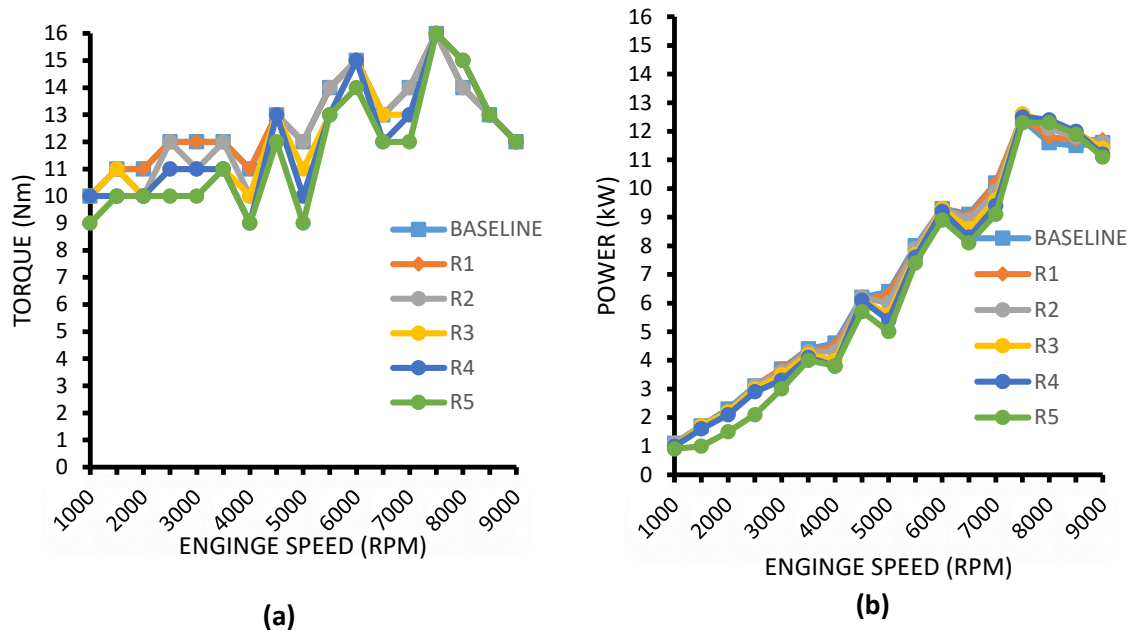 16
15
14
13
12
11
10
9
8
7
6
5
4
3
2
1
0
TORQUE (Nm)
1000
2000
3000
4000
5000
6000
7000
8000
9000
ENGINGE SPEED (RPM)
BASELINE
R1
R2
R3
R4
R5
(a)
16
15
14
13
12
11
10
9
8
7
6
5
4
3
2
1
0
POWER (kW)
1000
2000
3000
4000
5000
6000
7000
8000
9000
ENGINGE SPEED (RPM)
BASELINE
R1
R2
R3
R4
R5
(b)